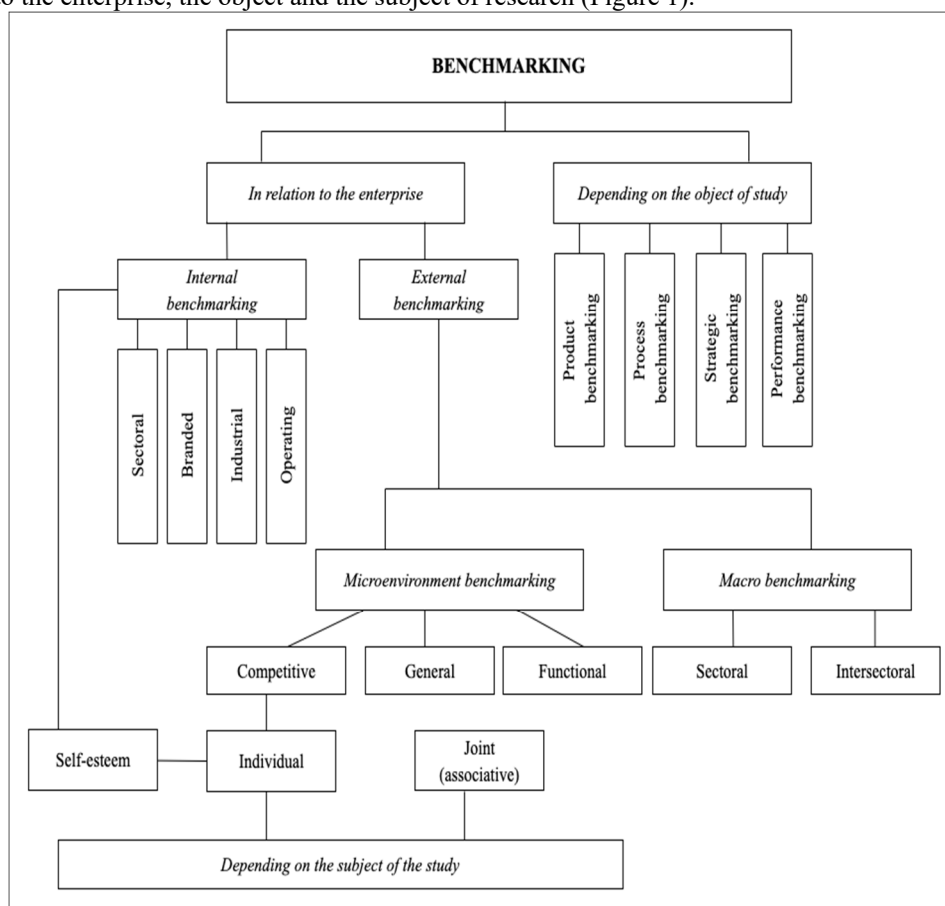 to the enterprise, the object and the subject of research (Figure 1).
BENCHMARKING
In relation to the enterprise
Depending on the object of study
Internal
benchmarking
External
benchmarking
Product
benchmarking
Process
benchmarking
Strategic
benchmarking
Performance
benchmarking
Sectoral
Branded
Industrial
Operating
Microenvironment benchmarking
Macro benchmarking
Competitive
General
Functional
Sectoral
Intersectoral
Self-esteem
Individual
Joint
(associative)
Depending on the subject of the study